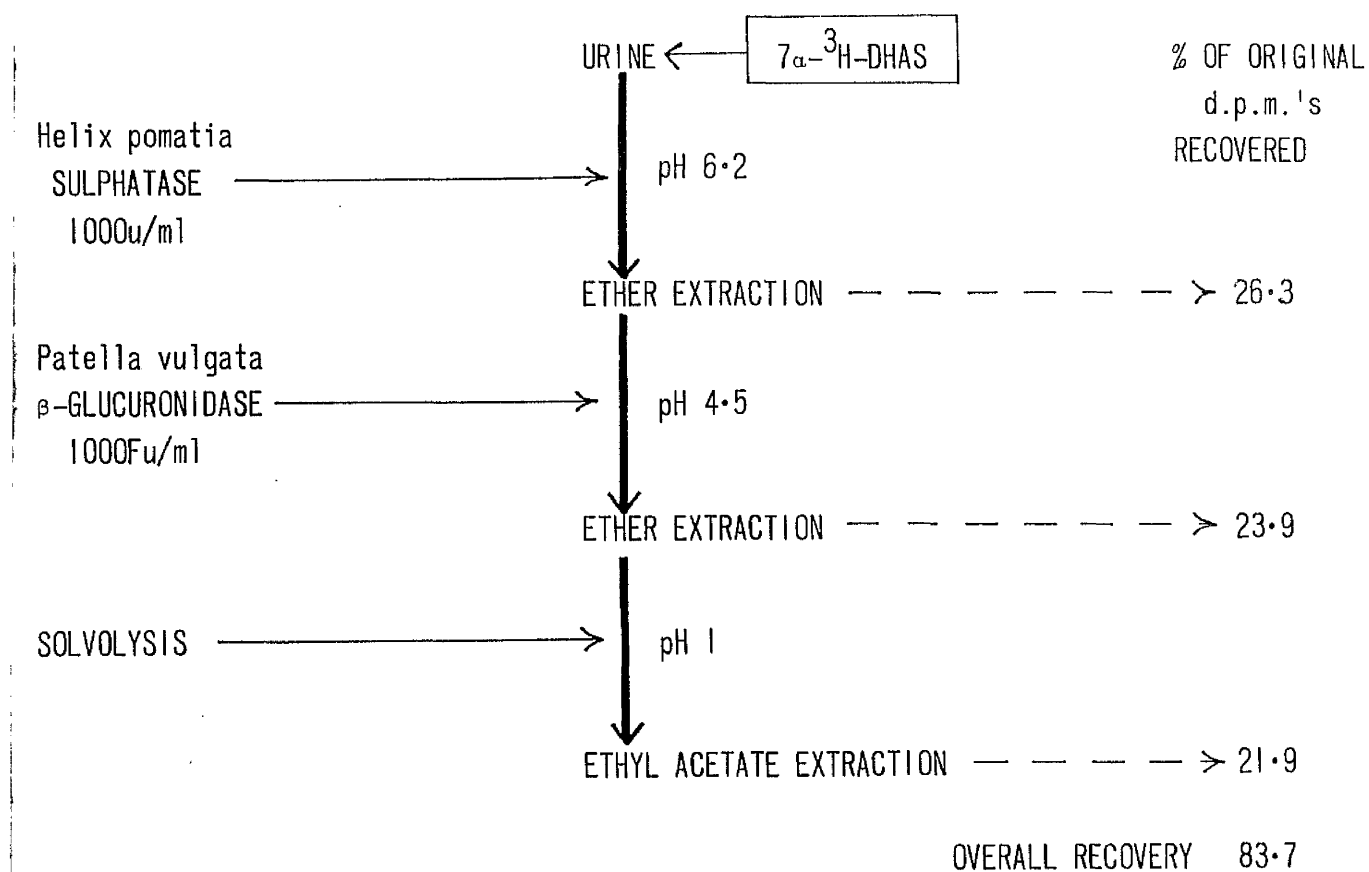 URINE
7α-³H-DHAS
% OF ORIGINAL
d.p.m.'s
RECOVERED
Helix pomatia
SULPHATASE
1000u/ml
pH 6·2
ETHER EXTRACTION
26·3
Patella vulgata
β-GLUCURONIDASE
1000Fu/ml
pH 4·5
ETHER EXTRACTION
23·9
SOLVOLYSIS
pH 1
ETHYL ACETATE EXTRACTION
21·9
OVERALL RECOVERY 83·7